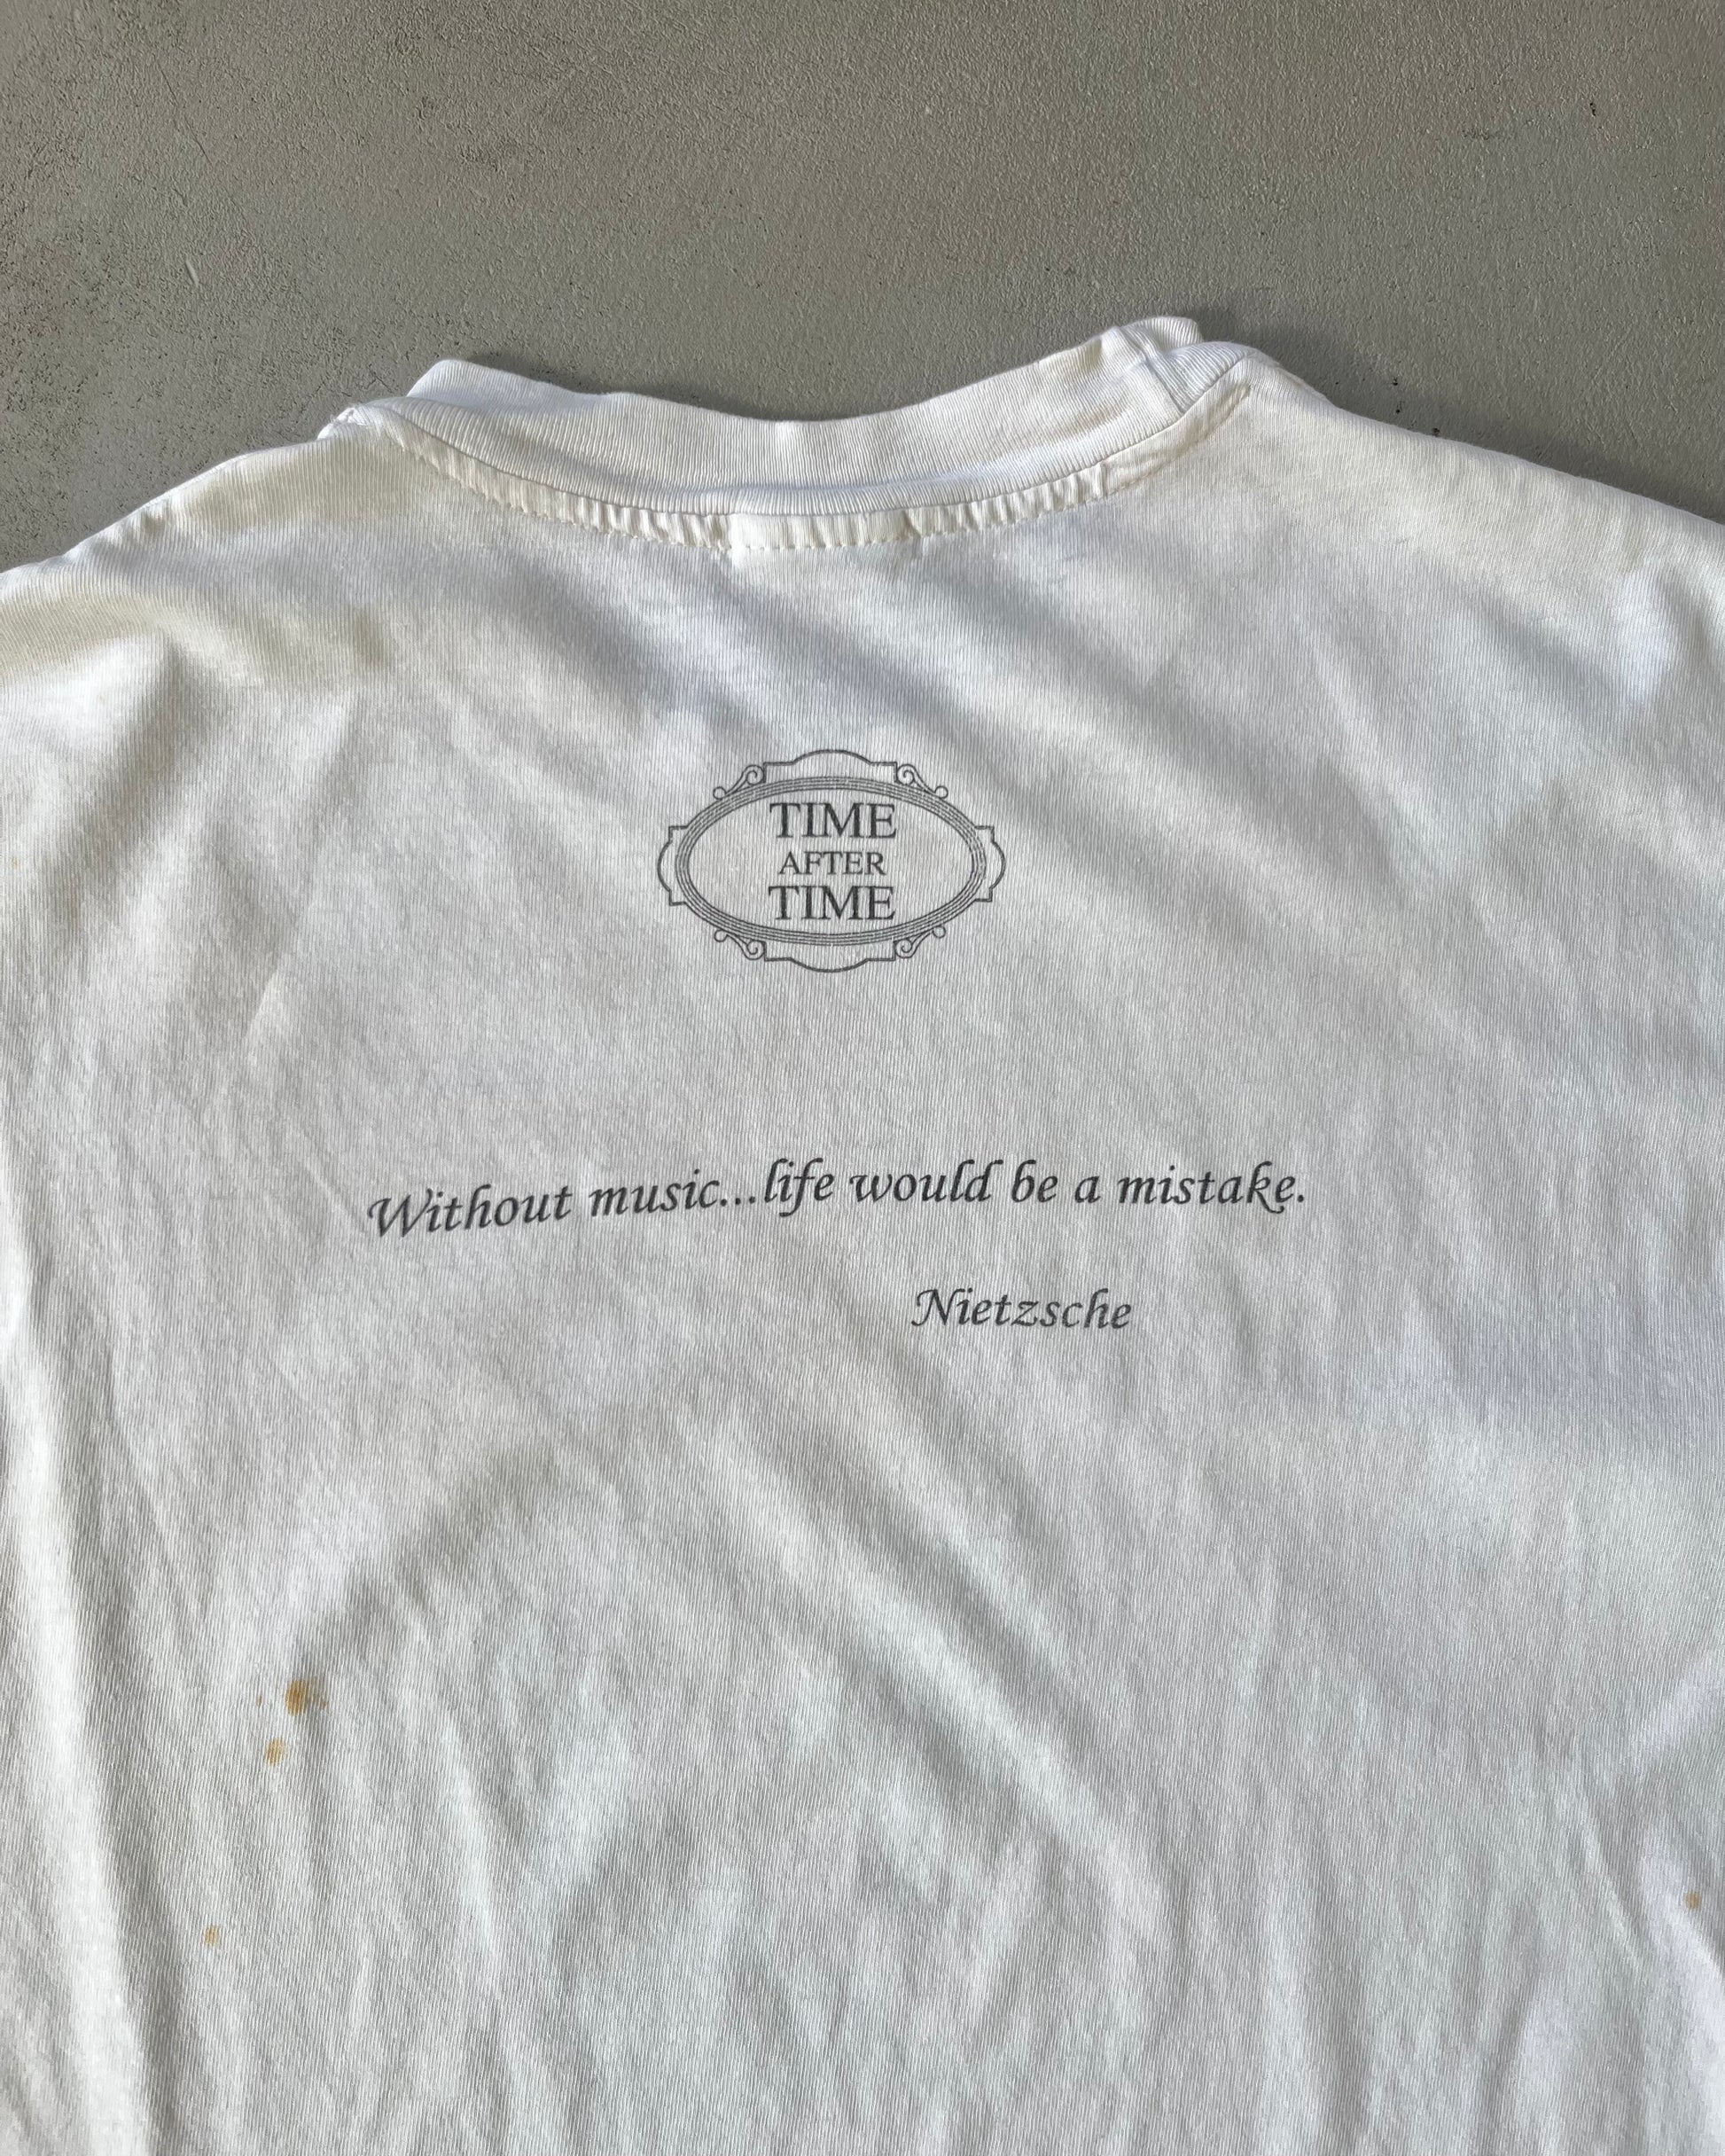 TIME
AFTER
TIME
Without music...life would be a mistake.
Nietzsche